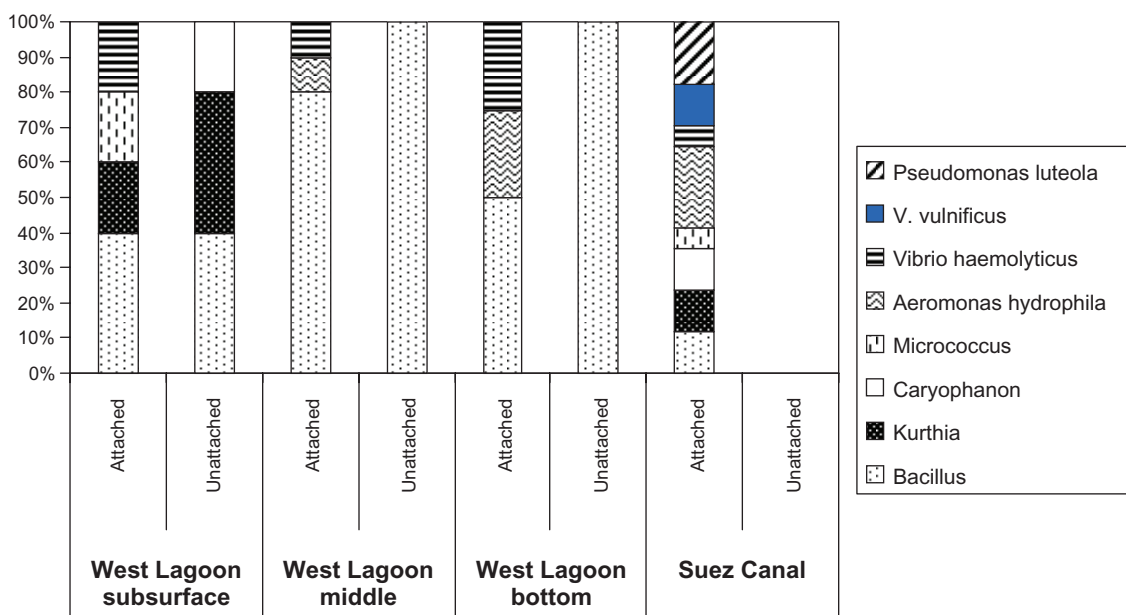 100%
90%
80%
70%
60%
50%
40%
30%
20%
10%
0%
Attached
Unattached
Attached
Unattached
Attached
Unattached
Attached
Unattached
West Lagoon
subsurface
West Lagoon
middle
West Lagoon
bottom
Suez Canal
Pseudomonas luteola
V. vulnificus
Vibrio haemolyticus
Aeromonas hydrophila
Micrococcus
Caryophanon
Kurthia
Bacillus